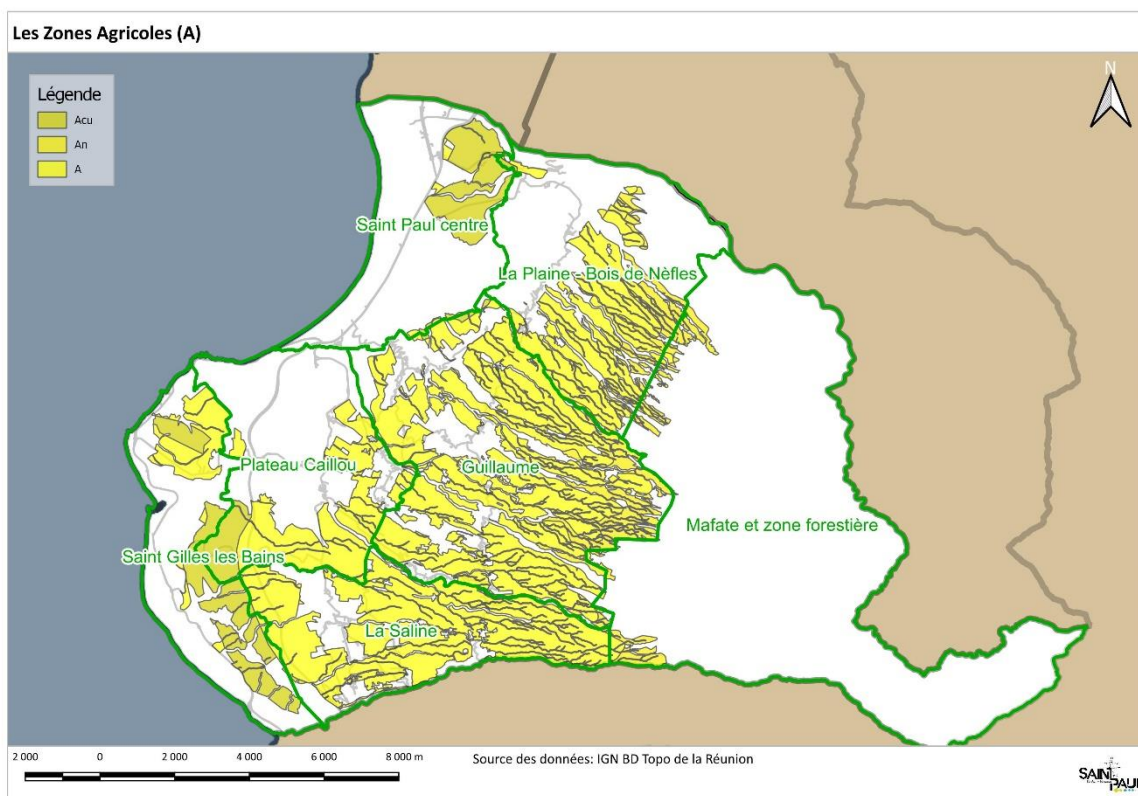 Les Zones Agricoles (A)
N
Légende
Acu
An
A
Saint Paul centre
La Plaine - Bois de Nèfles
Plateau Caillou
Guillaume
Mafate et zone forestière
Saint Gilles les Bains
La Saline
2 000 0 2 000 4 000 6 000 8 000 m
Source des données: IGN BD Topo de la Réunion
SAINT
PAUL